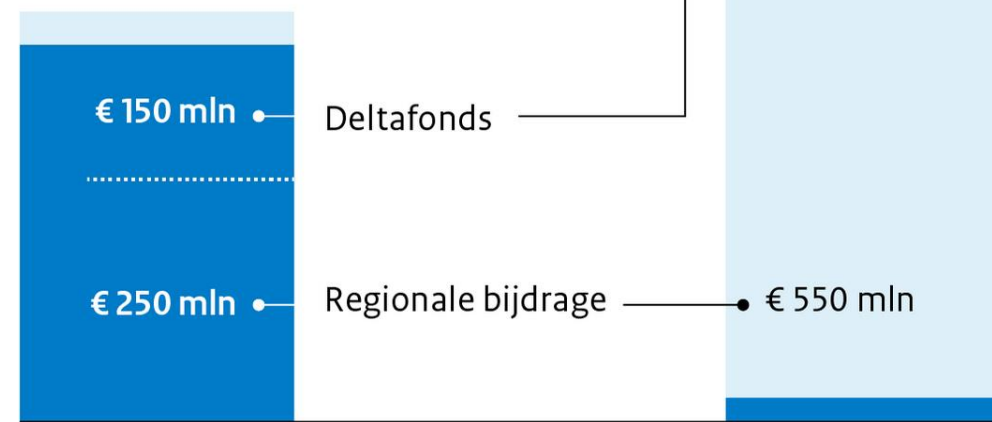 € 150 mln
Deltafonds
€ 250 mln
Regionale bijdrage
€ 550 mln